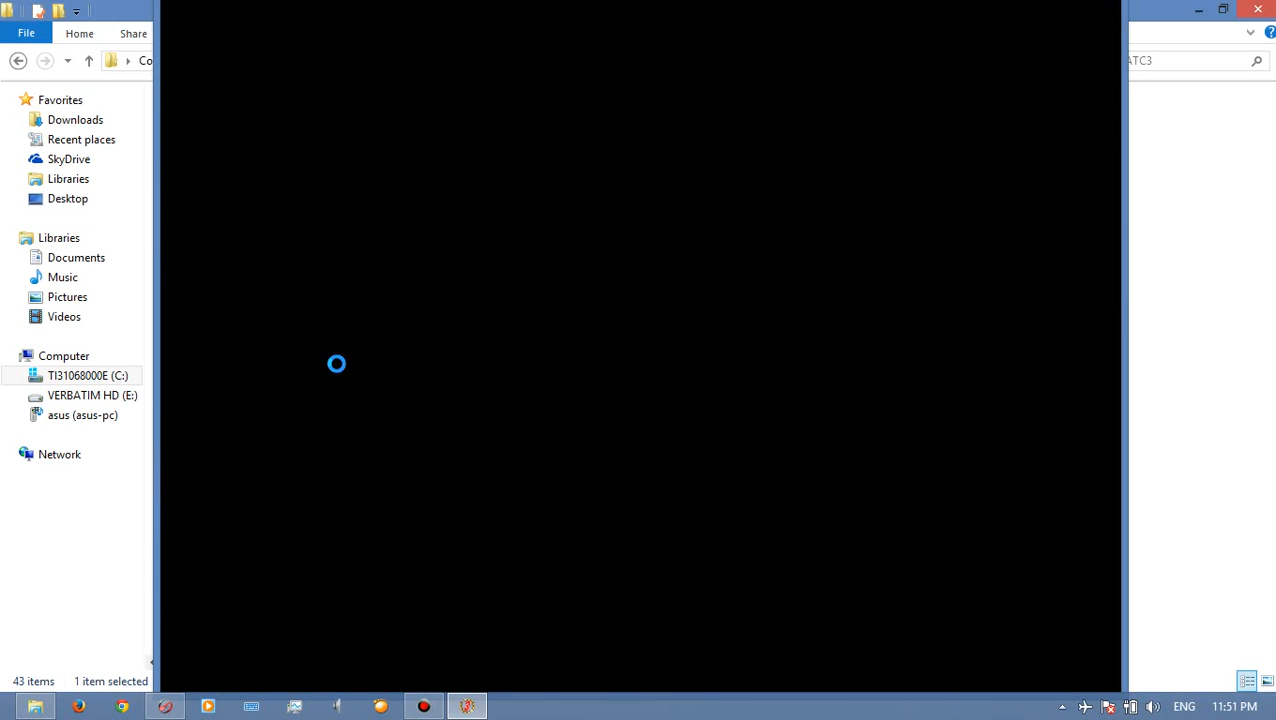 File
Home
Share
Co
ATC3
Favorites
Downloads
Recent places
SkyDrive
Libraries
Desktop
Libraries
Documents
Music
Pictures
Videos
Computer
TI31068000E (C:)
VERBATIM HD (E:)
asus (asus-pc)
Network
43 items 1 item selected
ENG 11:51 PM